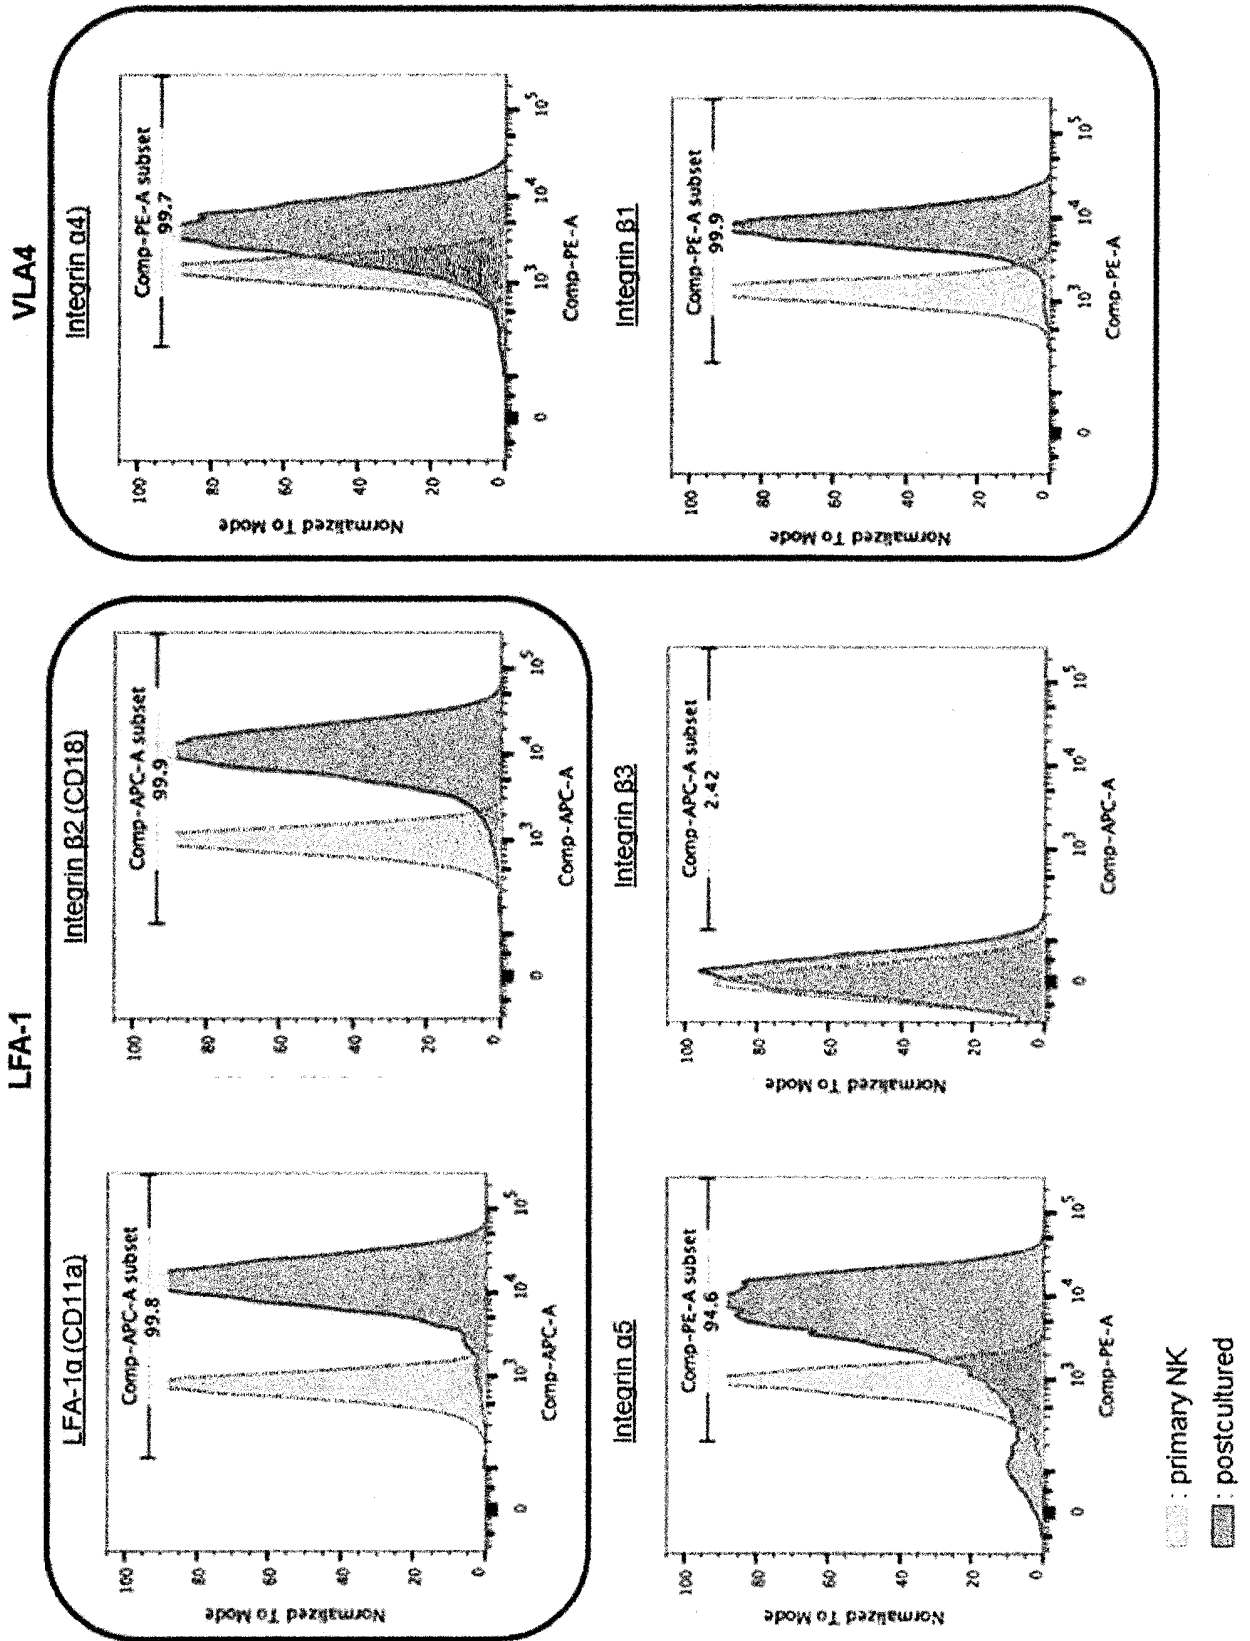 LFA-1
LFA-1α (CD11a)
Comp-APC-A subset
99.8
100
80
60
40
20
0
Normalized To Mode
0
10³
10⁴
10⁵
Comp-APC-A
Integrin β2 (CD18)
Comp-APC-A subset
99.9
100
80
60
40
20
0
0
10³
10⁴
10⁵
Comp-APC-A
VLA4
Integrin α4
Comp-PE-A subset
99.7
100
80
60
40
20
0
Normalized To Mode
0
10³
10⁴
10⁵
Comp-PE-A
Integrin α5
Comp-PE-A subset
94.6
100
80
60
40
20
0
Normalized To Mode
0
10³
10⁴
10⁵
Comp-PE-A
Integrin β3
Comp-APC-A subset
2.42
100
80
60
40
20
0
Normalized To Mode
0
10³
10⁴
10⁵
Comp-APC-A
Integrin β1
Comp-PE-A subset
99.9
100
80
60
40
20
0
Normalized To Mode
0
10³
10⁴
10⁵
Comp-PE-A
: primary NK
: postcultured